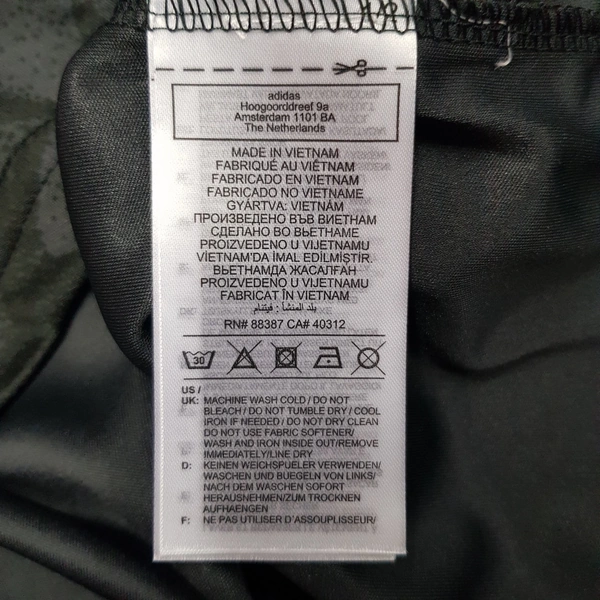 adidas
Hoogoorddreef 9a
Amsterdam 1101 BA
The Netherlands
MADE IN VIETNAM
FABRIQUÉ AU VIÊTNAM
FABRICADO EN VIETNAM
FABRICADO NO VIETNAME
GYÁRTVA: VIETNÁM
ПРОИЗВЕДЕНО ВЪВ ВИЕТНАМ
СДЕЛАНО ВО ВЬЕТНАМЕ
PROIZVEDENO U VIJETNAMU
VİETNAM'DA İMAL EDİLMİŞTİR.
ВЬЕТНАМДА ЖАСАЛҒАН
PROIZVEDENO U VIJETNAMU
FABRICAT ÎN VIETNAM
بلد المنشأ : فيتنام
RN# 88387 CA# 40312
30
US /
UK: MACHINE WASH COLD / DO NOT
BLEACH / DO NOT TUMBLE DRY / COOL
IRON IF NEEDED / DO NOT DRY CLEAN
DO NOT USE FABRIC SOFTENER/
WASH AND IRON INSIDE OUT/REMOVE
IMMEDIATELY/LINE DRY
D: KEINEN WEICHSPUELER VERWENDEN/
WASCHEN UND BUEGELN VON LINKS/
NACH DEM WASCHEN SOFORT
HERAUSNEHMEN/ZUM TROCKNEN
AUFHAENGEN
F: NE PAS UTILISER D'ASSOUPLISSEUR/